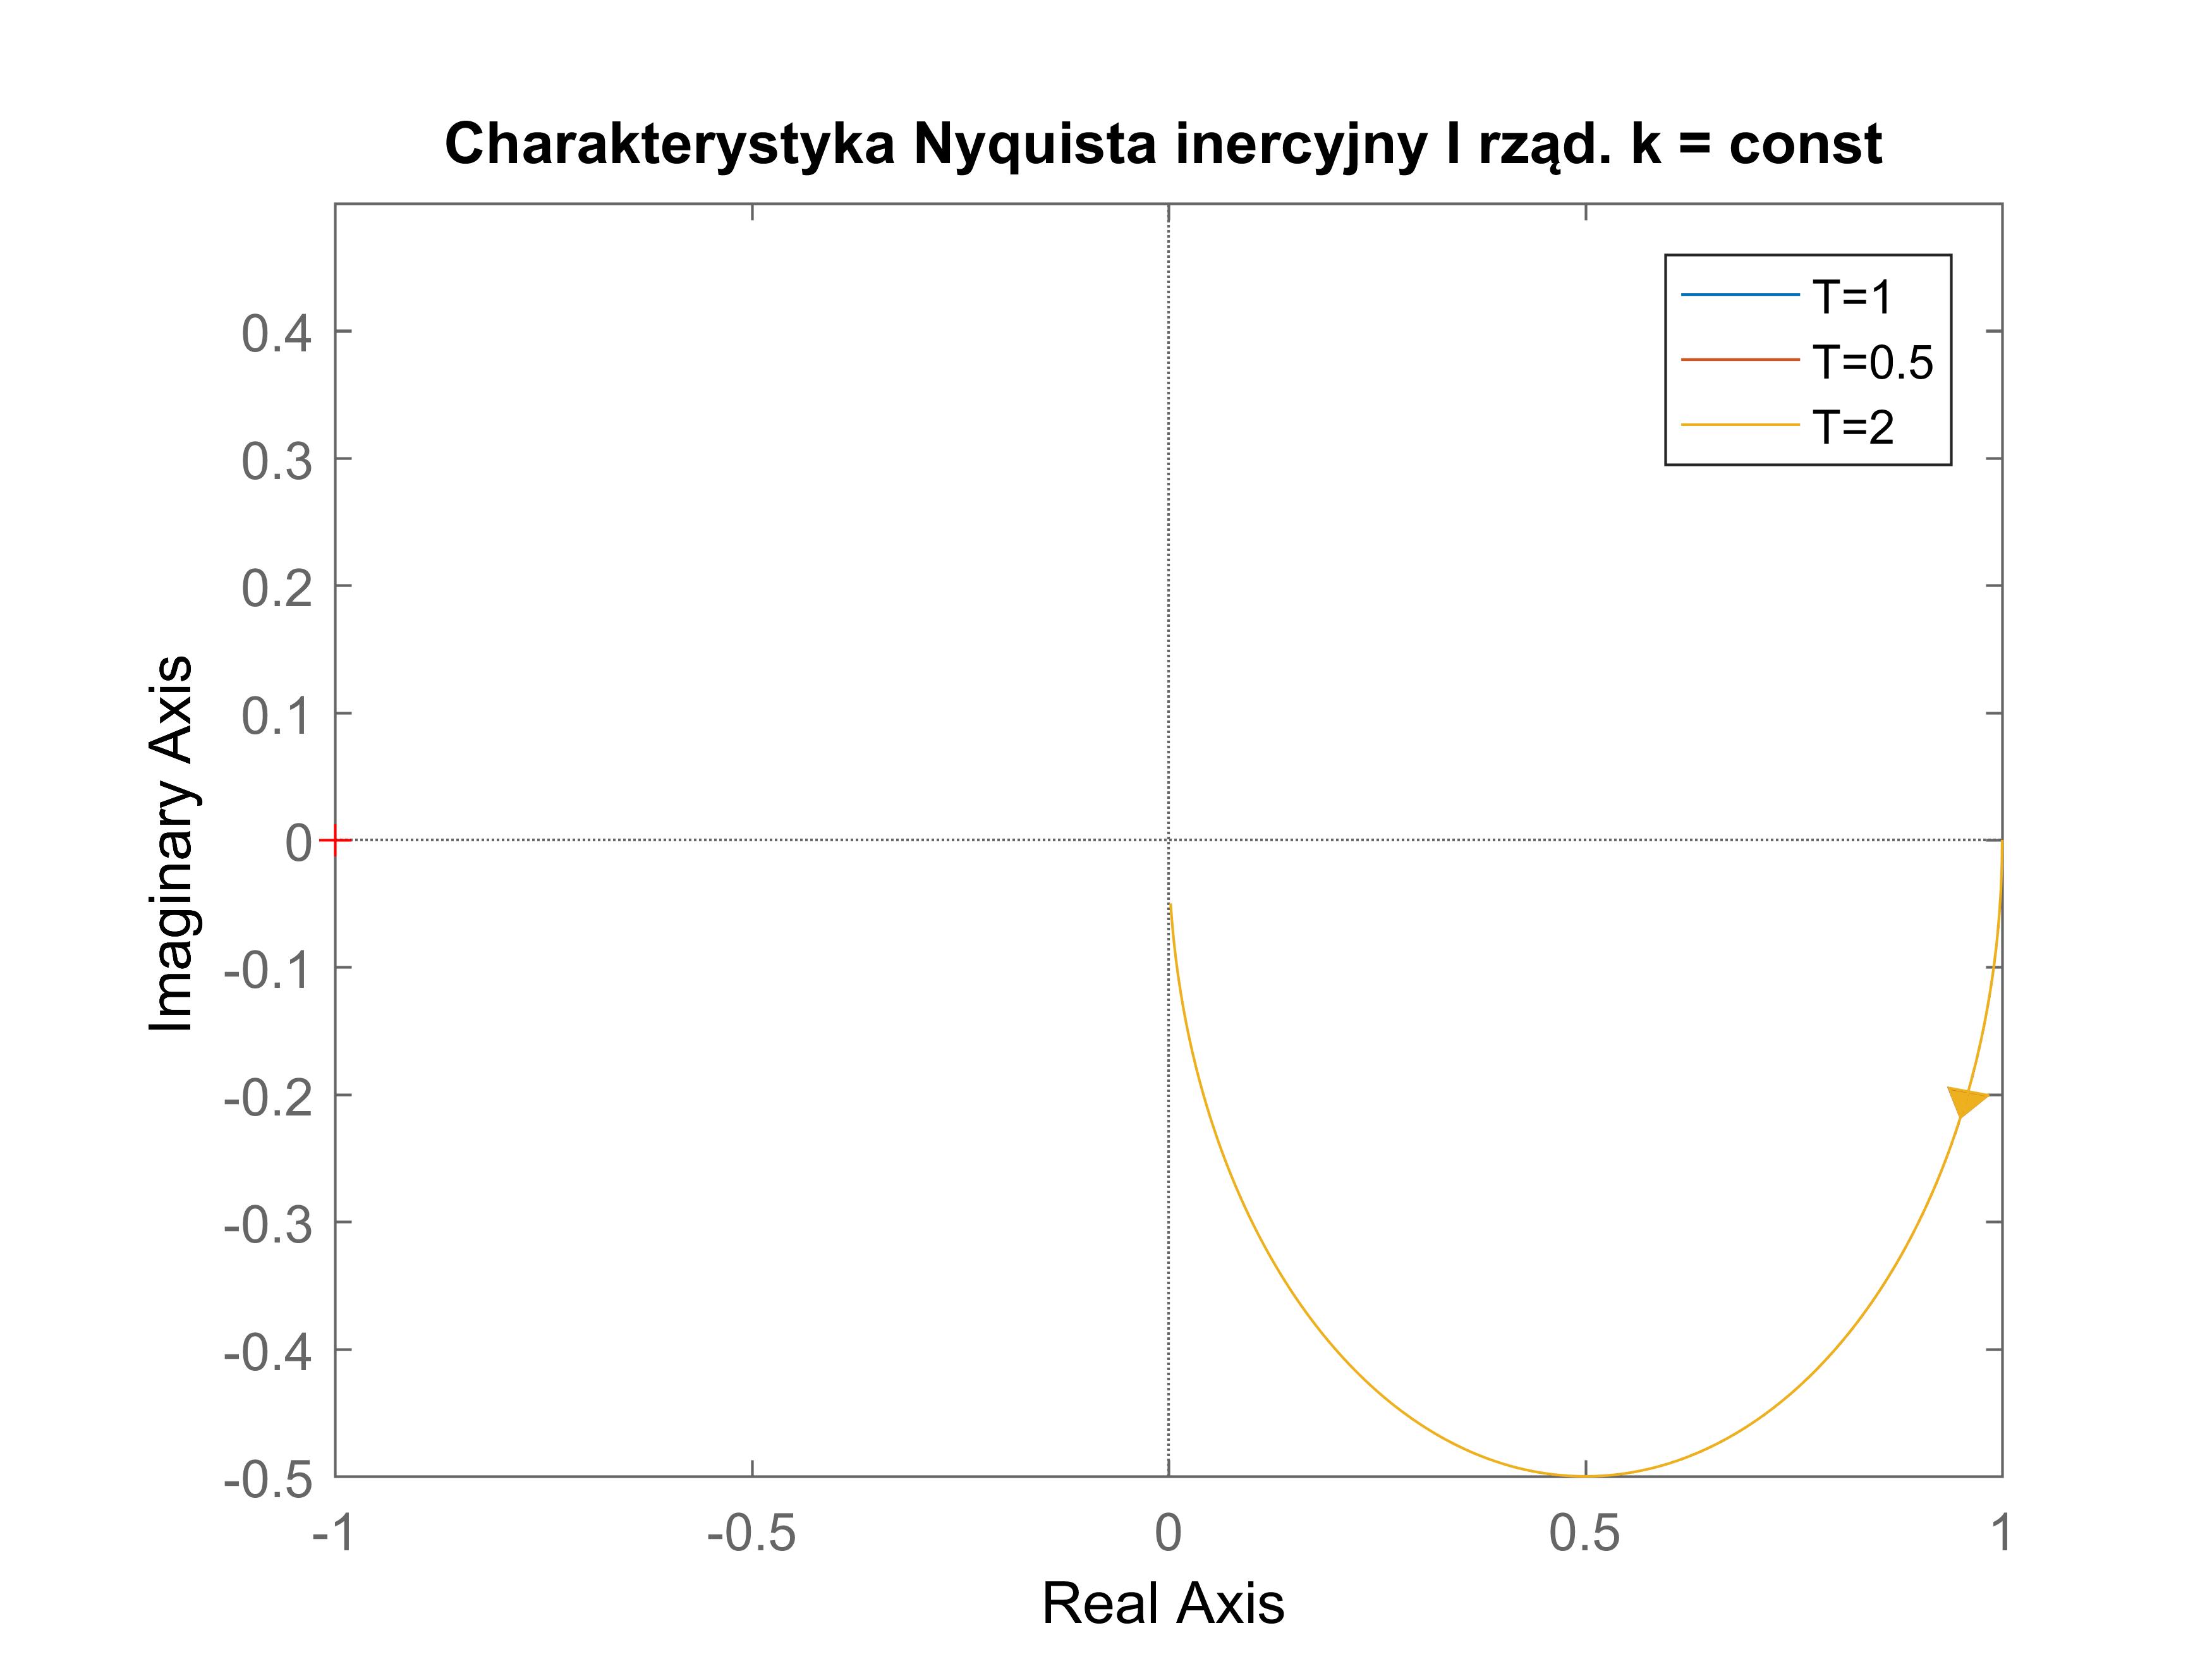 Charakterystyka Nyquista inercyjny I rząd. k = const
T=1
T=0.5
T=2
0.4
0.3
0.2
0.1
0
-0.1
-0.2
-0.3
-0.4
-0.5
Imaginary Axis
-1 -0.5 0 0.5 1
Real Axis